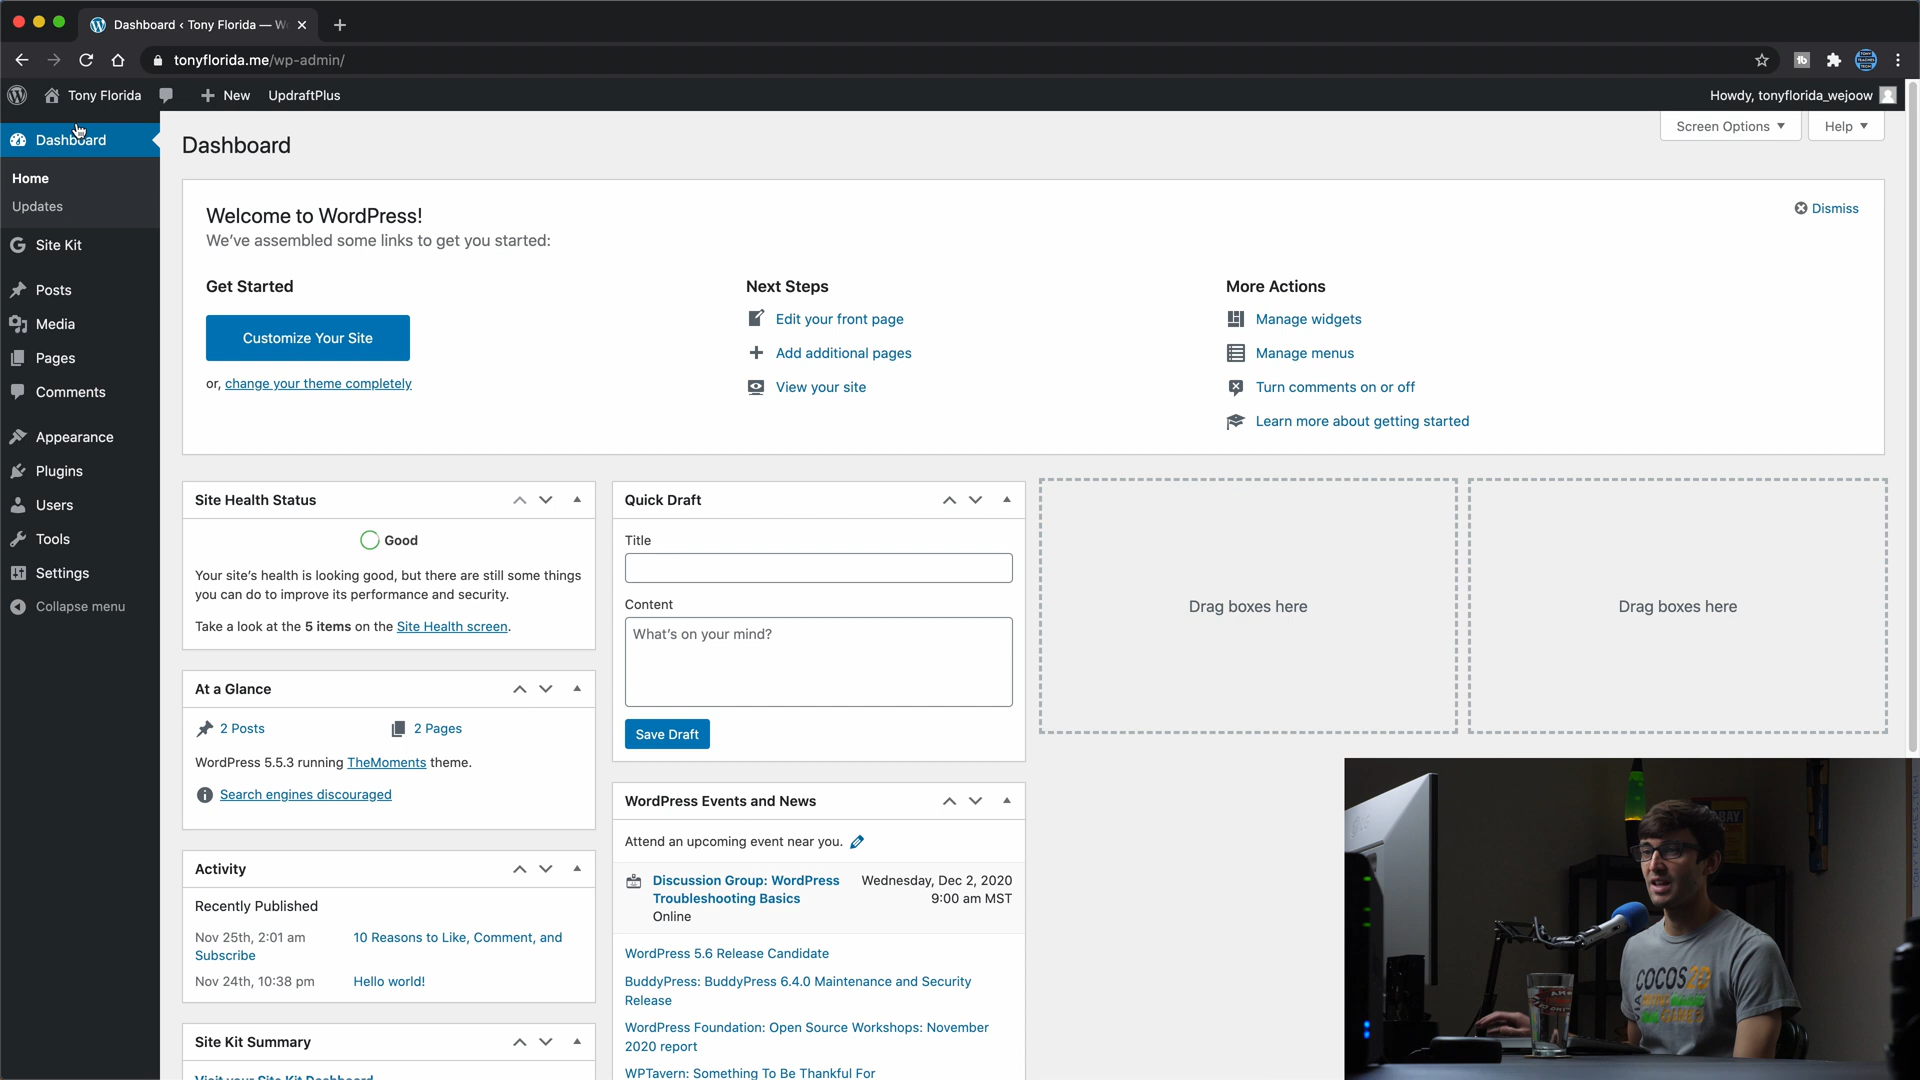 Dashboard ‹ Tony Florida — W
tonyflorida.me/wp-admin/
Tony Florida
New
UpdraftPlus
Howdy, tonyflorida_wejoow
Dashboard
Home
Updates
Site Kit
Posts
Media
Pages
Comments
Appearance
Plugins
Users
Tools
Settings
Collapse menu
Dashboard
Screen Options
Help
Welcome to WordPress!
We've assembled some links to get you started:
Dismiss
Get Started
Customize Your Site
or, change your theme completely
Next Steps
Edit your front page
Add additional pages
View your site
More Actions
Manage widgets
Manage menus
Turn comments on or off
Learn more about getting started
Site Health Status
Good
Your site's health is looking good, but there are still some things
you can do to improve its performance and security.
Take a look at the 5 items on the Site Health screen.
At a Glance
2 Posts
2 Pages
WordPress 5.5.3 running TheMoments theme.
Search engines discouraged
Activity
Recently Published
Nov 25th, 2:01 am 10 Reasons to Like, Comment, and
Subscribe
Nov 24th, 10:38 pm Hello world!
Site Kit Summary
Visit your Site Kit Dashboard
Quick Draft
Title
Content
What's on your mind?
Save Draft
WordPress Events and News
Attend an upcoming event near you.
Discussion Group: WordPress
Troubleshooting Basics
Online
Wednesday, Dec 2, 2020
9:00 am MST
WordPress 5.6 Release Candidate
BuddyPress: BuddyPress 6.4.0 Maintenance and Security
Release
WordPress Foundation: Open Source Workshops: November
2020 report
WPTavern: Something To Be Thankful For
Drag boxes here
Drag boxes here
COCOS2D